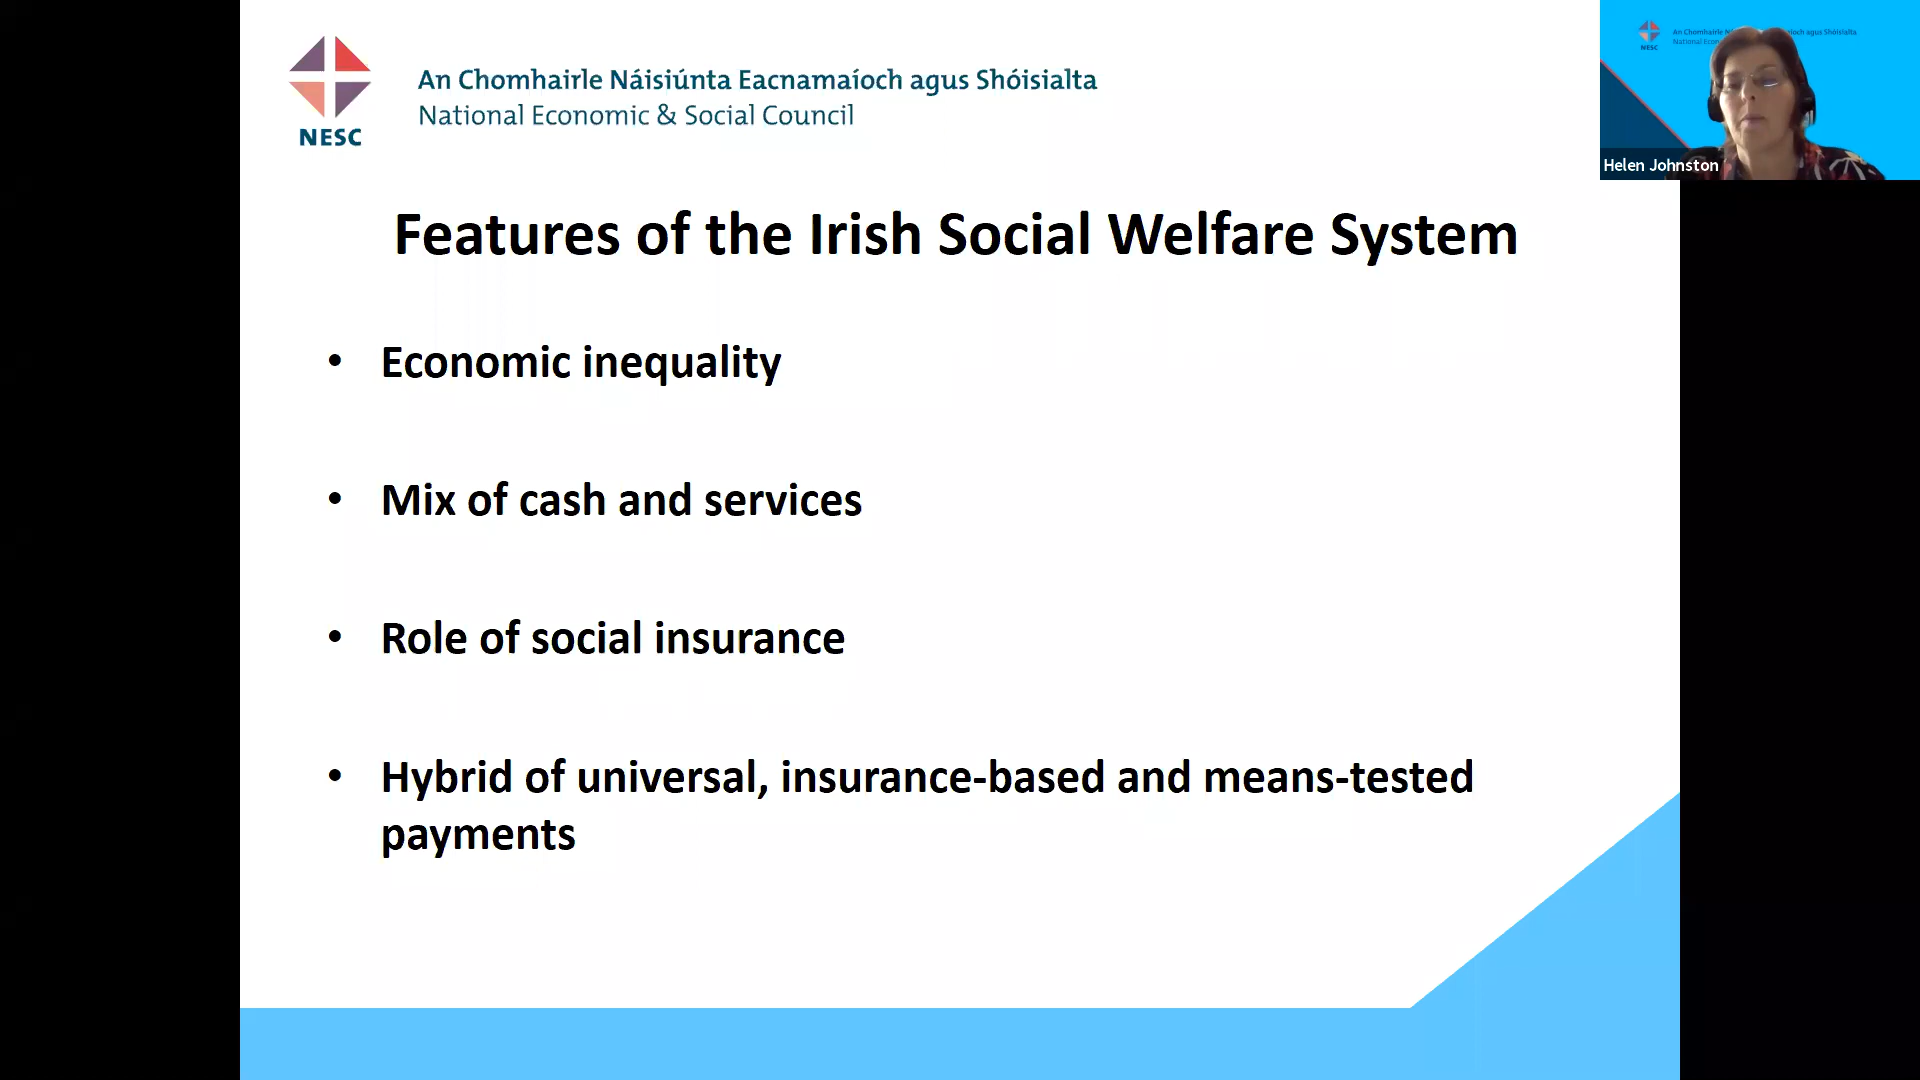 An Chomhairle Náisiúnta Eacnamaíoch agus Shóisialta
National Economic & Social Council
NESC
Helen Johnston
Features of the Irish Social Welfare System
• Economic inequality
• Mix of cash and services
• Role of social insurance
• Hybrid of universal, insurance-based and means-tested
payments